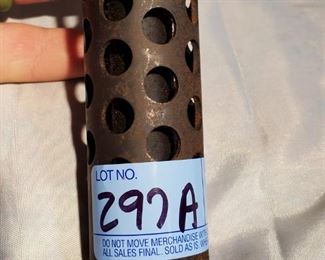 LOT NO.
297A
DO NOT MOVE MERCHANDISE
ALL SALES FINAL. SOLD AS IS